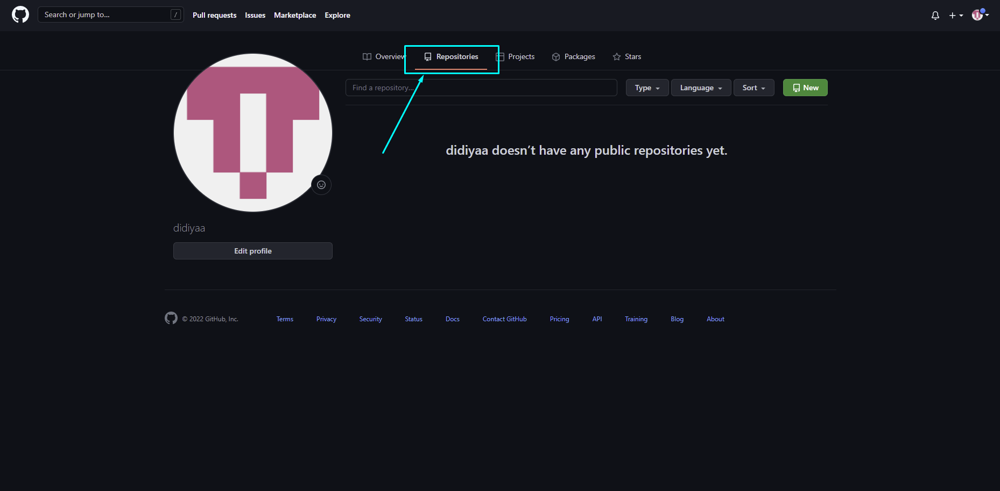 Search or jump to... / Pull requests Issues Marketplace Explore
Overview Repositories Projects Packages Stars
Find a repository... Type Language Sort New
didiyaa doesn’t have any public repositories yet.
didiyaa
Edit profile
© 2022 GitHub, Inc. Terms Privacy Security Status Docs Contact GitHub Pricing API Training Blog About